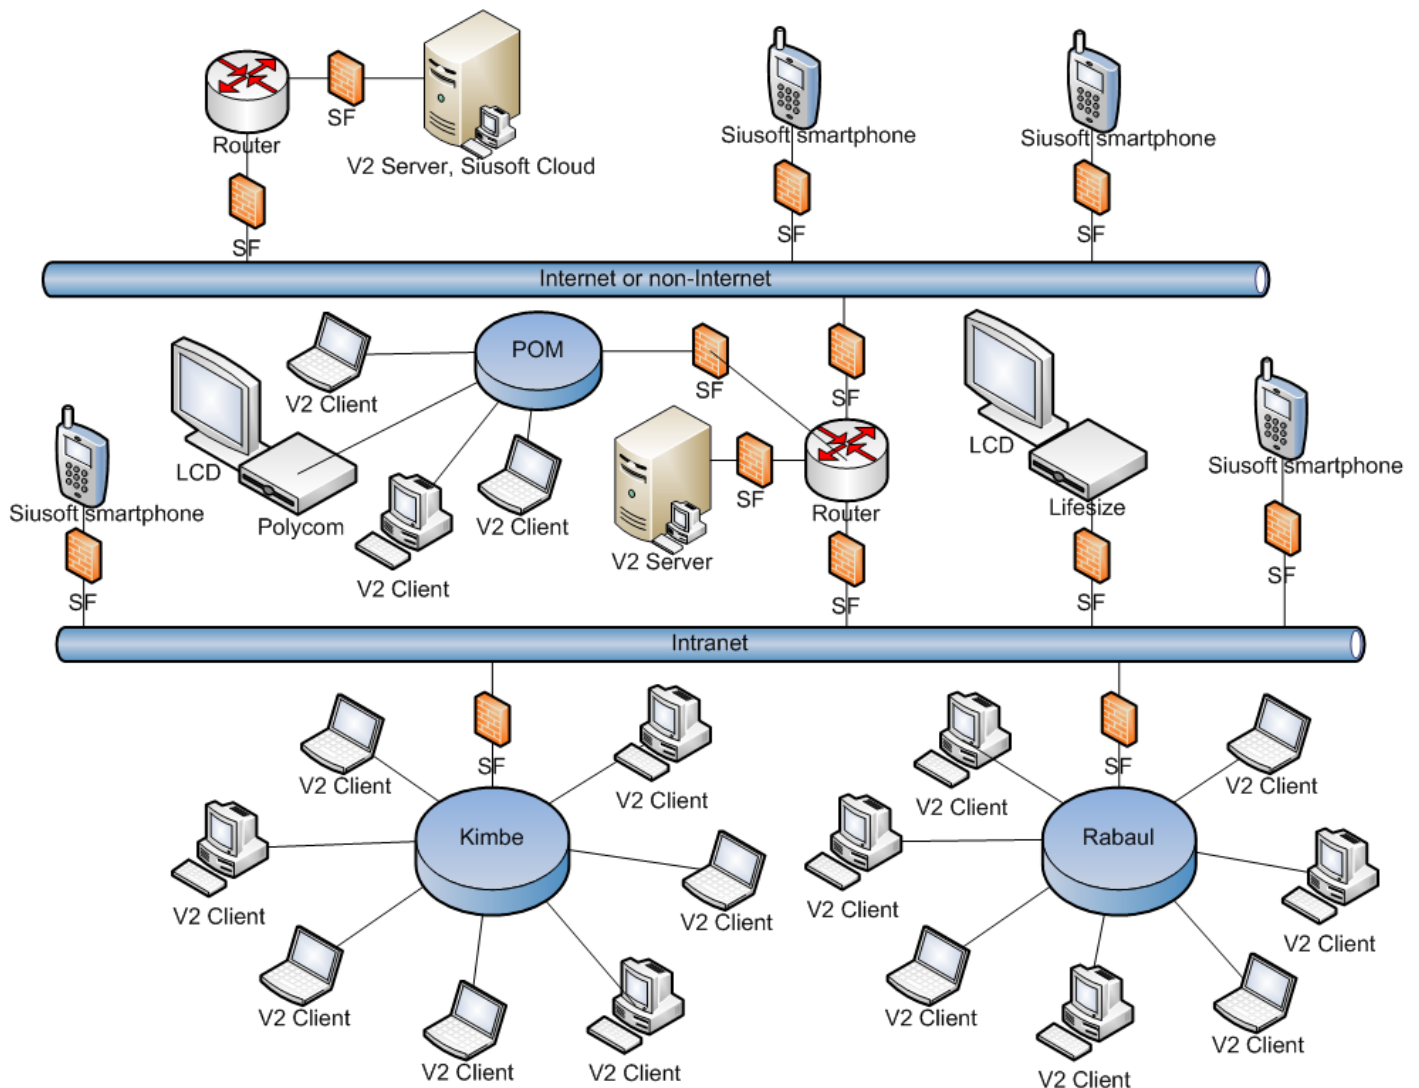 SF
Router
V2 Server, Siusoft Cloud
Siusoft smartphone
Siusoft smartphone
SF
SF
SF
Internet or non-Internet
POM
V2 Client
SF
SF
LCD
LCD
Siusoft smartphone
Polycom
V2 Client
SF
Siusoft smartphone
Router
Lifesize
V2 Server
V2 Client
SF
SF
SF
SF
Intranet
SF
SF
V2 Client
V2 Client
V2 Client
V2 Client
Kimbe
Rabaul
V2 Client
V2 Client
V2 Client
V2 Client
V2 Client
V2 Client
V2 Client
V2 Client
V2 Client
V2 Client
V2 Client